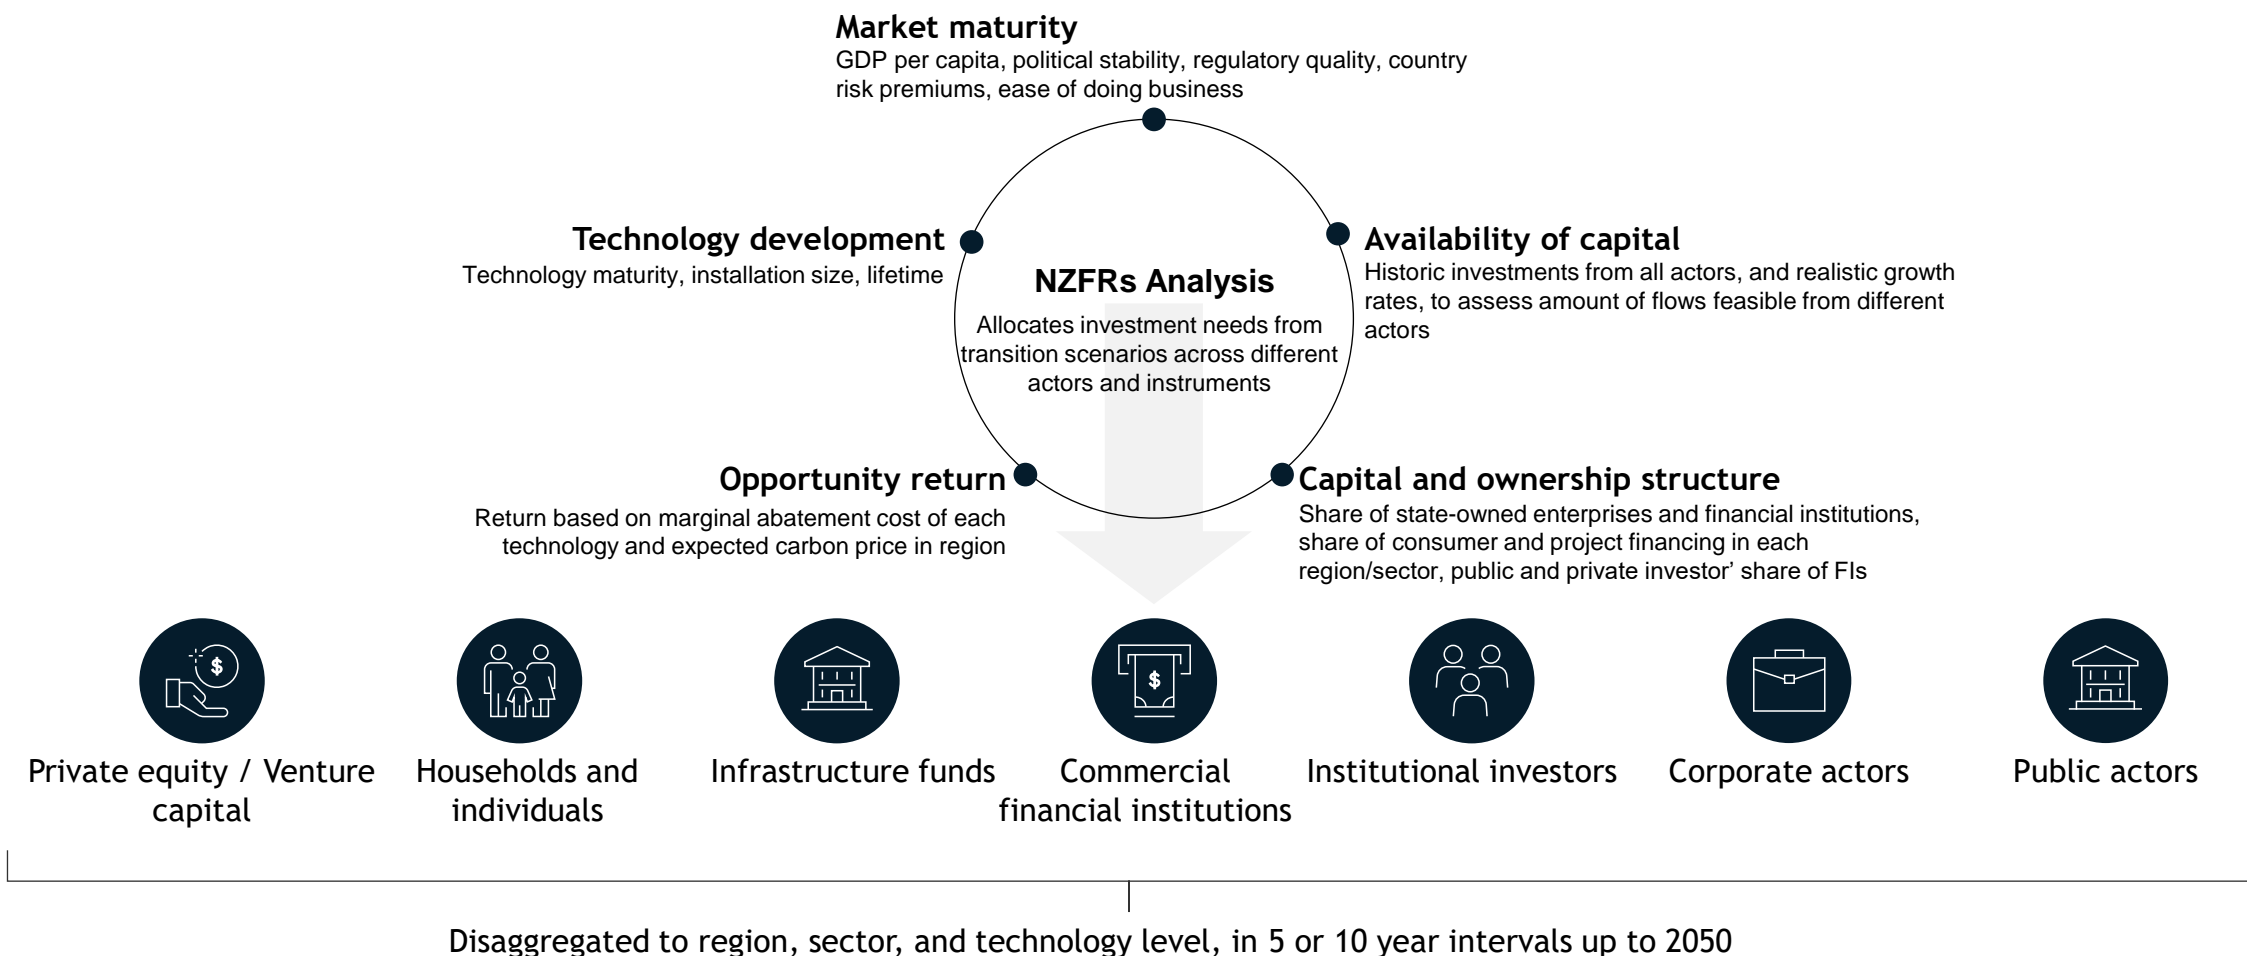 Market maturity
GDP per capita, political stability, regulatory quality, country
risk premiums, ease of doing business
Technology development
Technology maturity, installation size, lifetime
Availability of capital
Historic investments from all actors, and realistic growth
rates, to assess amount of flows feasible from different
actors
NZFRs Analysis
Allocates investment needs from
transition scenarios across different
actors and instruments
Opportunity return
Return based on marginal abatement cost of each
technology and expected carbon price in region
Capital and ownership structure
Share of state-owned enterprises and financial institutions,
share of consumer and project financing in each
region/sector, public and private investor’ share of FIs
$
$
Private equity / Venture
capital
Households and
individuals
Infrastructure funds
Commercial
financial institutions
Institutional investors
Corporate actors
Public actors
Disaggregated to region, sector, and technology level, in 5 or 10 year intervals up to 2050